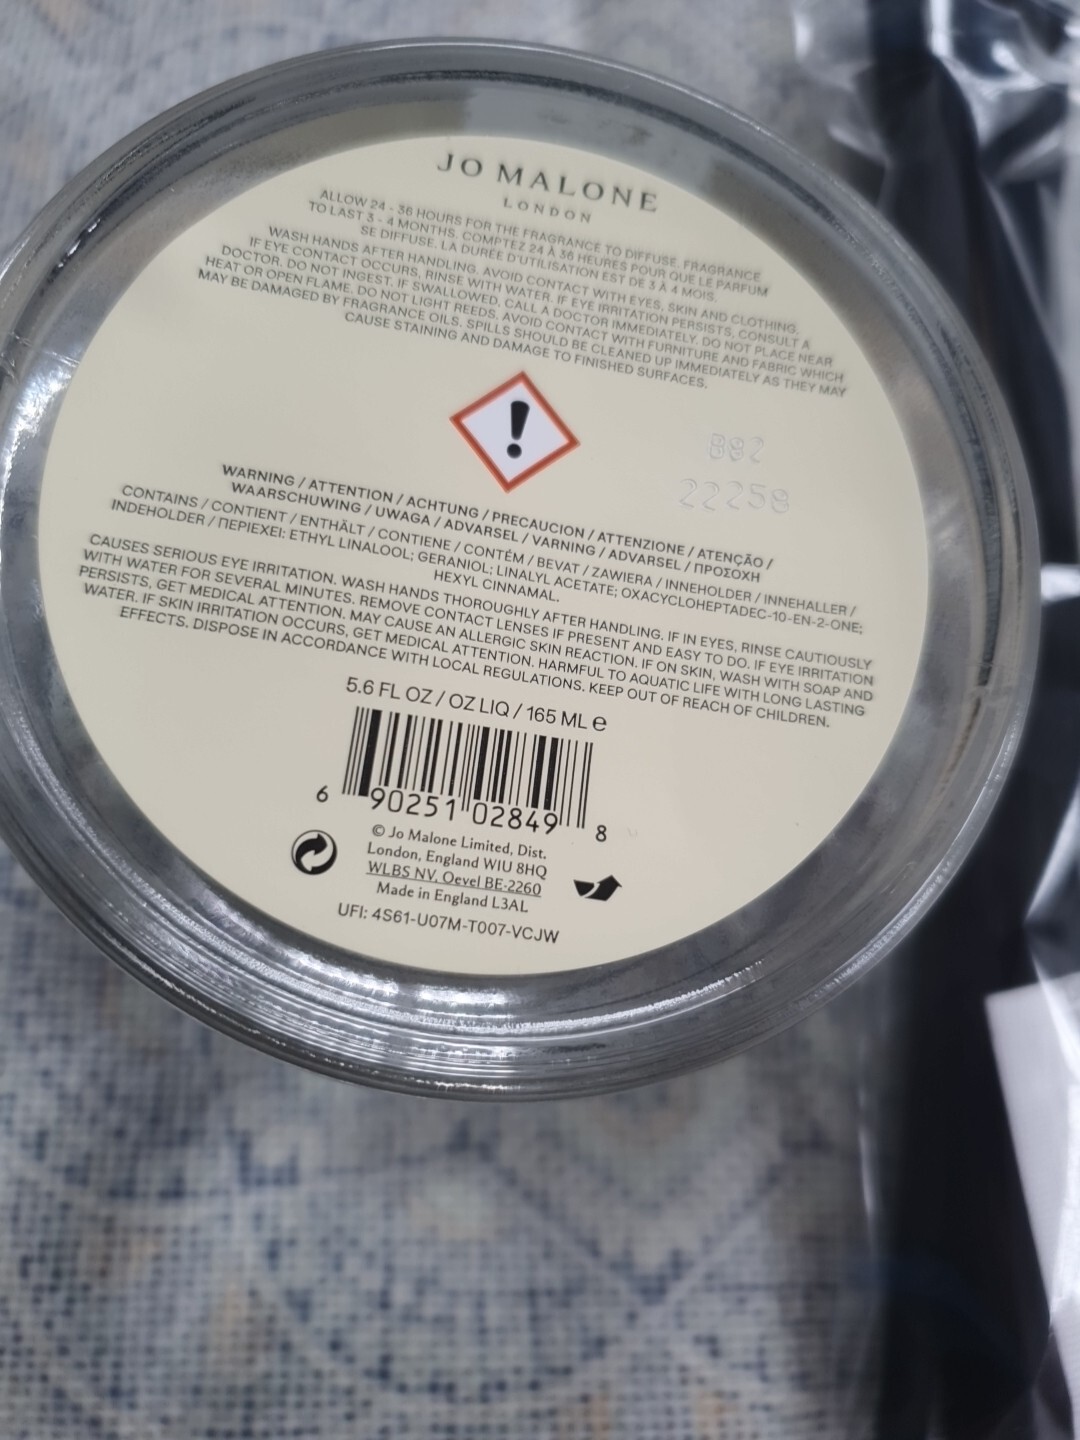 JO MALONE
LONDON
ALLOW 24 - 36 HOURS FOR THE FRAGRANCE TO DIFFUSE. FRAGRANCE
TO LAST 3 - 4 MONTHS. COMPTEZ 24 À 36 HEURES POUR QUE LE PARFUM
SE DIFFUSE. LA DURÉE D'UTILISATION EST DE 3 À 4 MOIS.
WASH HANDS AFTER HANDLING. AVOID CONTACT WITH EYES, SKIN AND CLOTHING.
IF EYE CONTACT OCCURS, RINSE WITH WATER. IF EYE IRRITATION PERSISTS, CONSULT A
DOCTOR. DO NOT INGEST. IF SWALLOWED, CALL A DOCTOR IMMEDIATELY. DO NOT PLACE NEAR
HEAT OR OPEN FLAME. DO NOT LIGHT REEDS. AVOID CONTACT WITH FURNITURE AND FABRIC WHICH
MAY BE DAMAGED BY FRAGRANCE OILS. SPILLS SHOULD BE CLEANED UP IMMEDIATELY AS THEY MAY
CAUSE STAINING AND DAMAGE TO FINISHED SURFACES.
BB2
22258
WARNING / ATTENTION / ACHTUNG / PRECAUCION / ATTENZIONE / ATENÇÃO /
WAARSCHUWING / UWAGA / ADVARSEL / VARNING / ADVARSEL / ΠΡΟΣΟΧΗ
CONTAINS / CONTIENT / ENTHÄLT / CONTIENE / CONTÉM / BEVAT / ZAWIERA / INNEHOLDER / INNEHALLER /
INDEHOLDER / ΠΕΡΙΕΧΕΙ: ETHYL LINALOOL; GERANIOL; LINALYL ACETATE; OXACYCLOHEPTADEC-10-EN-2-ONE;
HEXYL CINNAMAL.
CAUSES SERIOUS EYE IRRITATION. WASH HANDS THOROUGHLY AFTER HANDLING. IF IN EYES, RINSE CAUTIOUSLY
WITH WATER FOR SEVERAL MINUTES. REMOVE CONTACT LENSES IF PRESENT AND EASY TO DO. IF EYE IRRITATION
PERSISTS, GET MEDICAL ATTENTION. MAY CAUSE AN ALLERGIC SKIN REACTION. IF ON SKIN, WASH WITH SOAP AND
WATER. IF SKIN IRRITATION OCCURS, GET MEDICAL ATTENTION. HARMFUL TO AQUATIC LIFE WITH LONG LASTING
EFFECTS. DISPOSE IN ACCORDANCE WITH LOCAL REGULATIONS. KEEP OUT OF REACH OF CHILDREN.
5.6 FL OZ / OZ LIQ / 165 ML ℮
6 90251 02849 8
© Jo Malone Limited, Dist.
London, England W1U 8HQ
WLBS NV, Oevel BE-2260
Made in England L3AL
UFI: 4S61-U07M-T007-VCJW